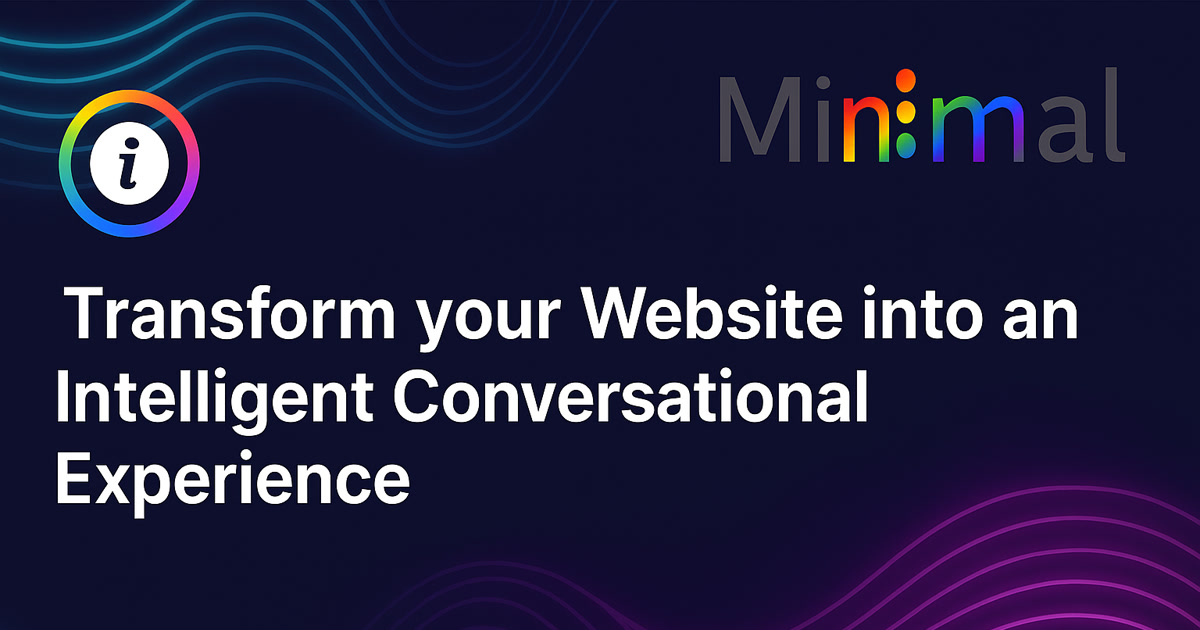 i
Minimal
Transform your Website into an
Intelligent Conversational
Experience